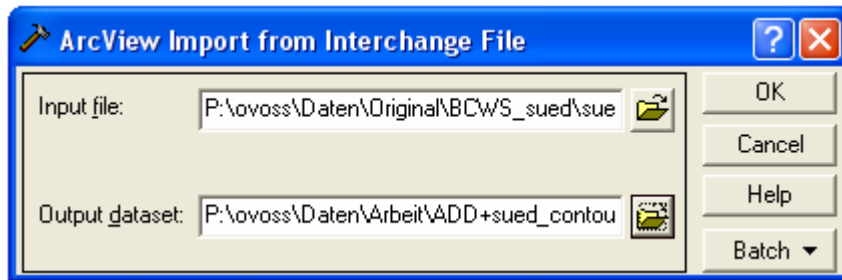 ArcView Import from Interchange File
Input file:
P:\ovoss\Daten\Original\BCWS_sued\sue
Output dataset:
P:\ovoss\Daten\Arbeit\ADD+sued_contou
OK
Cancel
Help
Batch